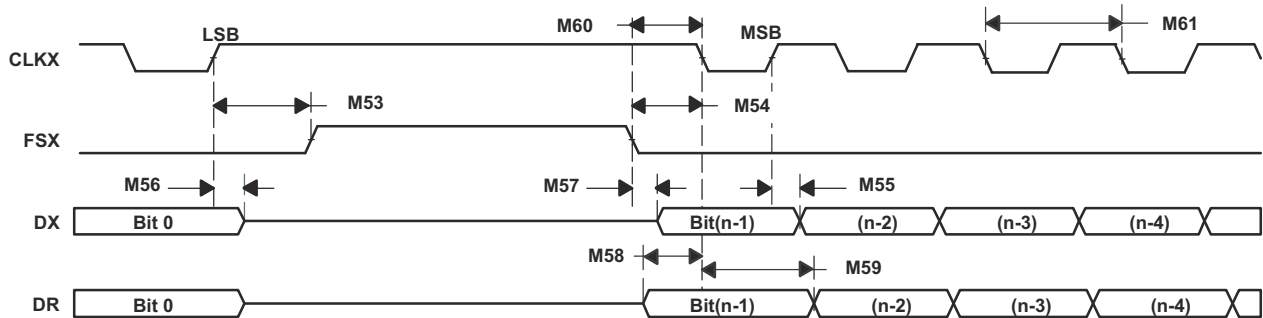 LSB
M60
MSB
M61
CLKX
M53
M54
FSX
M56
M57
M55
DX
Bit 0
Bit(n-1)
(n-2)
(n-3)
(n-4)
M58
M59
DR
Bit 0
Bit(n-1)
(n-2)
(n-3)
(n-4)